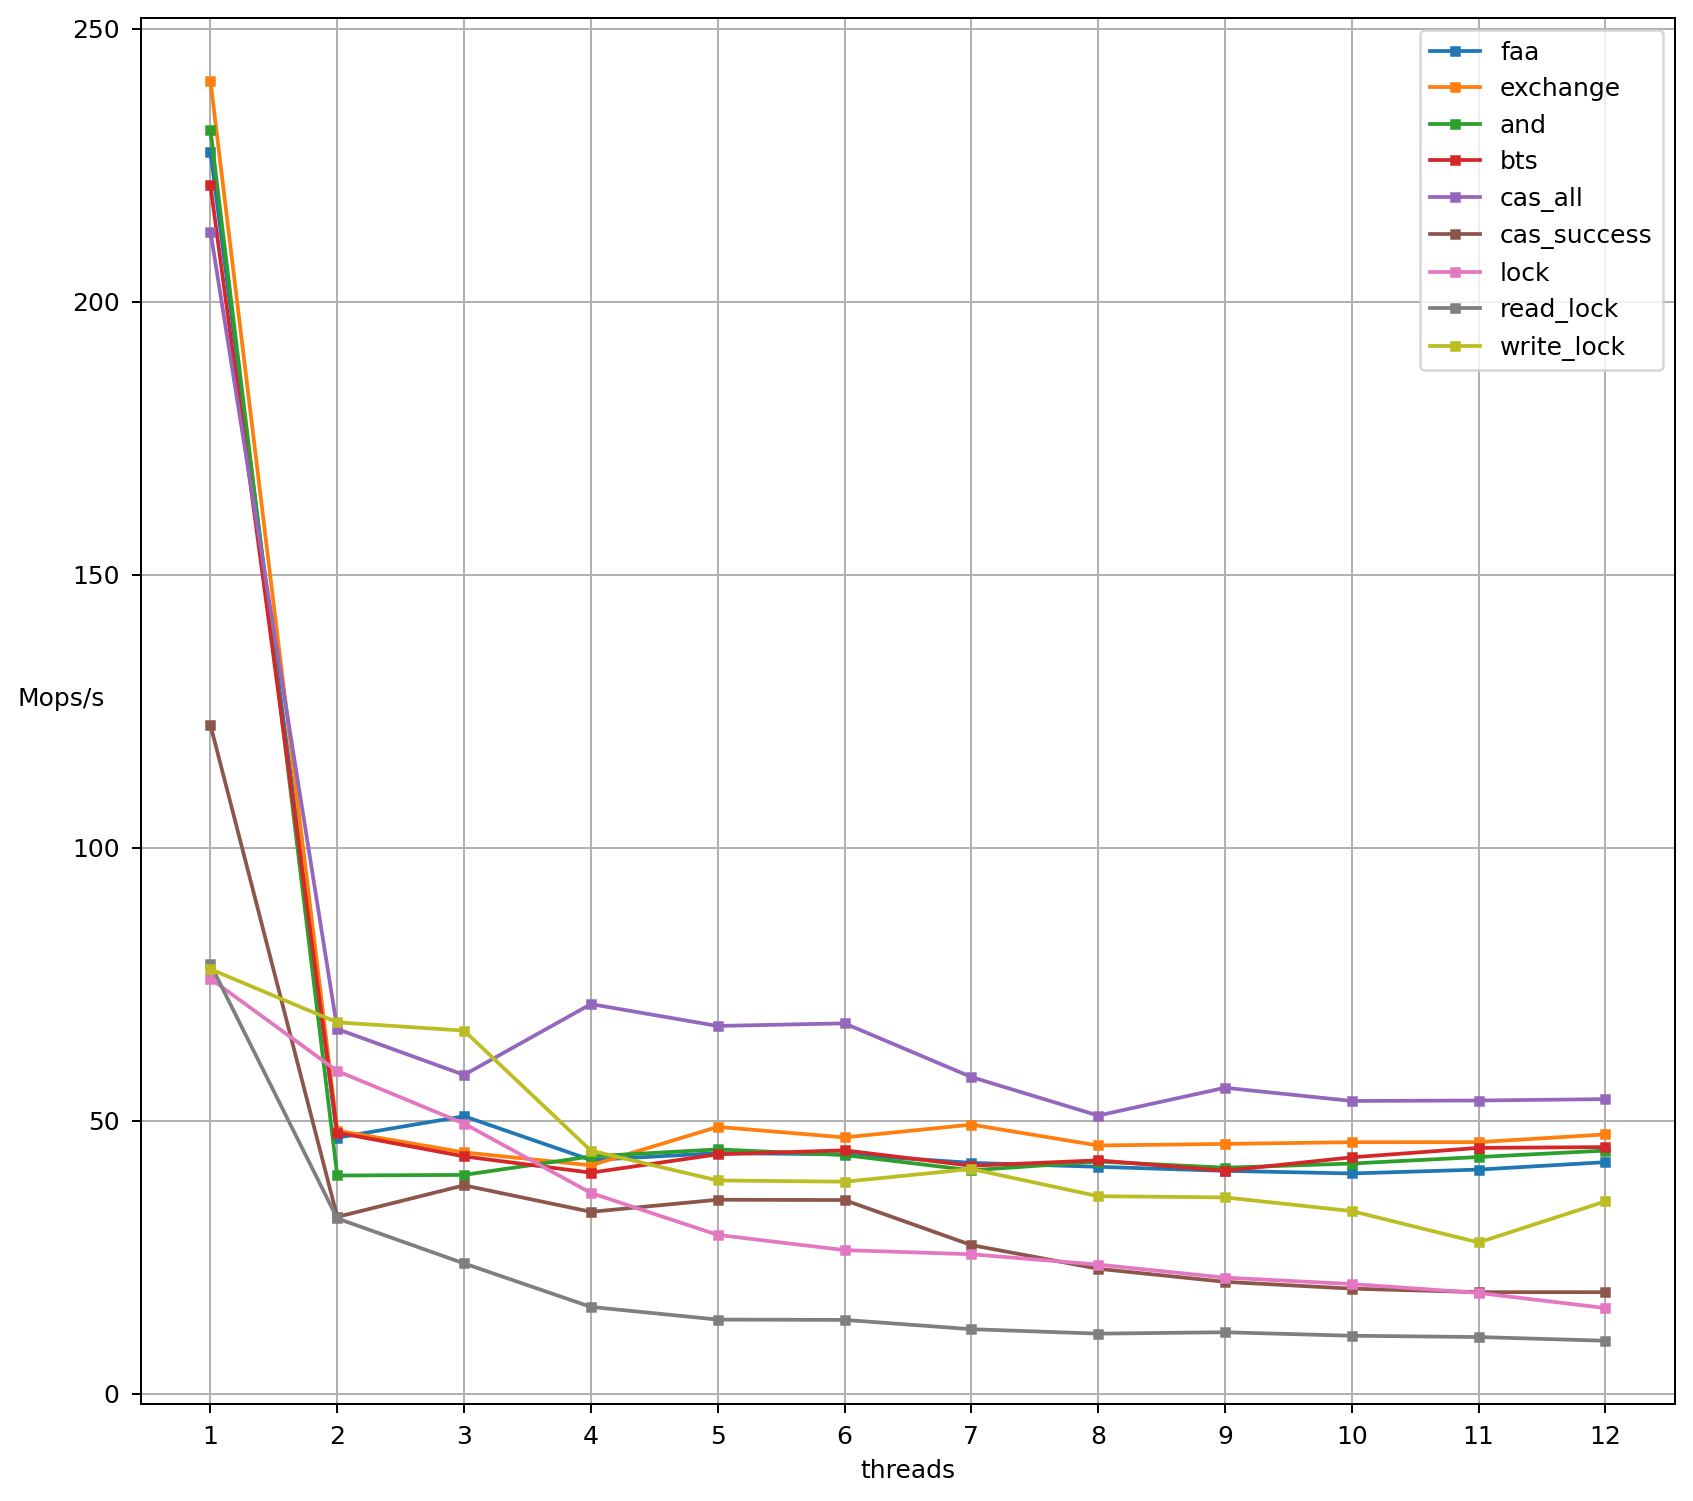 250
200
150
100
50
0
Mops/s
faa
exchange
and
bts
cas_all
cas_success
lock
read_lock
write_lock
1 2 3 4 5 6 7 8 9 10 11 12
threads